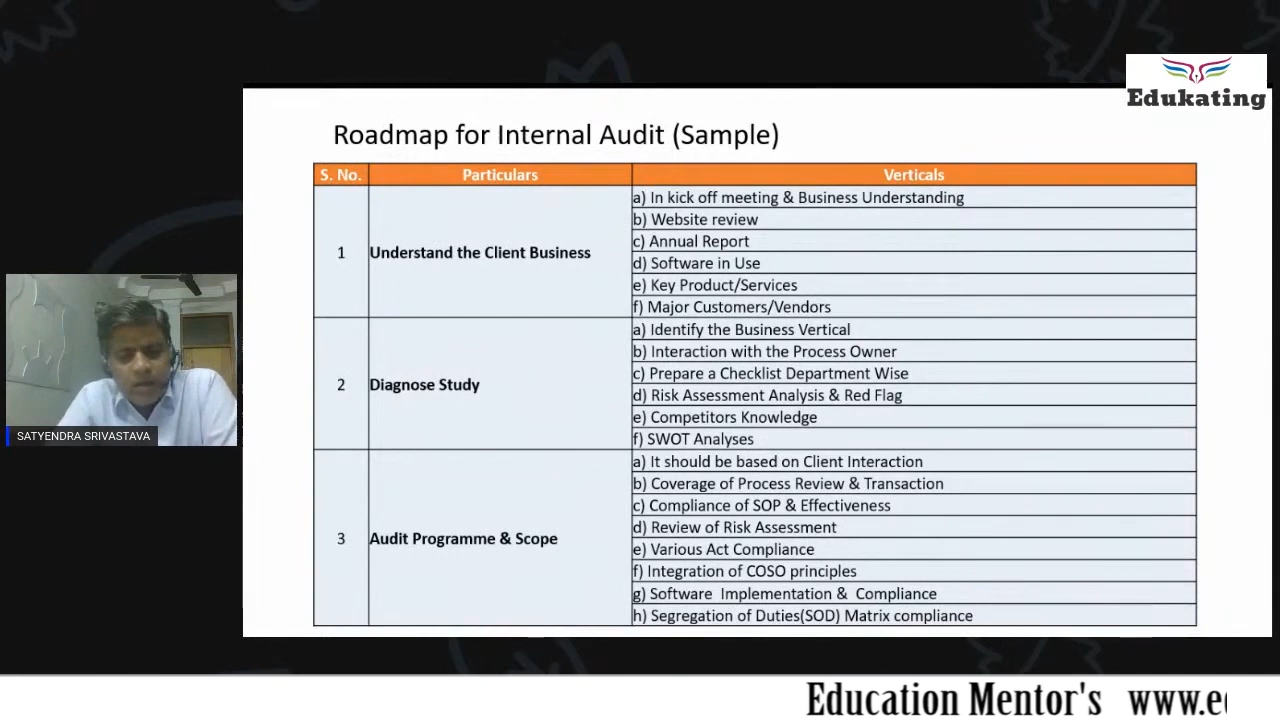 Edukating
Roadmap for Internal Audit (Sample)
S. No. Particulars Verticals
1 Understand the Client Business
a) In kick off meeting & Business Understanding
b) Website review
c) Annual Report
d) Software in Use
e) Key Product/Services
f) Major Customers/Vendors
2 Diagnose Study
a) Identify the Business Vertical
b) Interaction with the Process Owner
c) Prepare a Checklist Department Wise
d) Risk Assessment Analysis & Red Flag
e) Competitors Knowledge
f) SWOT Analyses
3 Audit Programme & Scope
a) It should be based on Client Interaction
b) Coverage of Process Review & Transaction
c) Compliance of SOP & Effectiveness
d) Review of Risk Assessment
e) Various Act Compliance
f) Integration of COSO principles
g) Software Implementation & Compliance
h) Segregation of Duties(SOD) Matrix compliance
SATYENDRA SRIVASTAVA
Education Mentor's www.